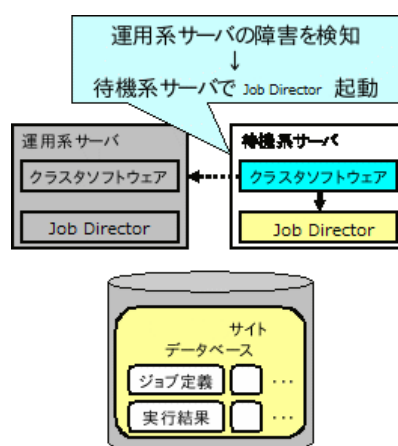 運用系サーバの障害を検知
↓
待機系サーバで Job Director 起動
運用系サーバ
クラスタソフトウェア
Job Director
待機系サーバ
クラスタソフトウェア
Job Director
サイト
データベース
ジョブ定義 ...
実行結果 ...